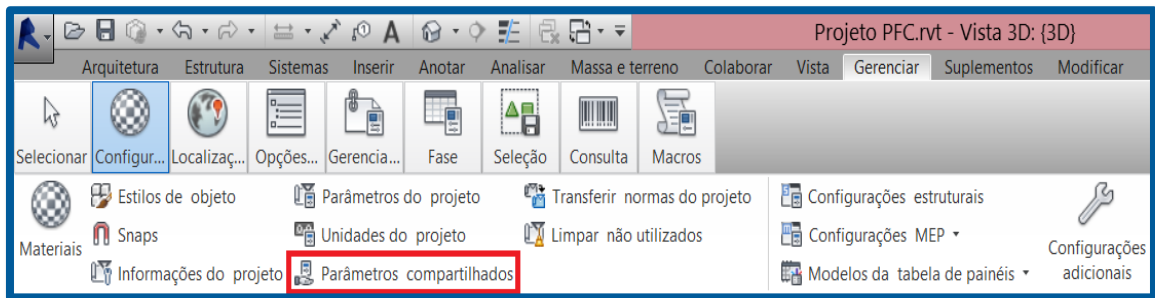 Projeto PFC.rvt - Vista 3D: {3D}
Arquitetura Estrutura Sistemas Inserir Anotar Analisar Massa e terreno Colaborar Vista Gerenciar Suplementos Modificar
Selecionar Configur... Localizaç... Opções... Gerencia... Fase Seleção Consulta Macros
Estilos de objeto Parâmetros do projeto Transferir normas do projeto Configurações estruturais
Materiais Snaps Unidades do projeto Limpar não utilizados Configurações MEP Configurações adicionais
Informações do projeto Parâmetros compartilhados Modelos da tabela de painéis